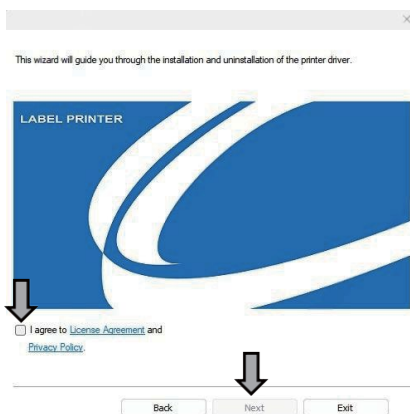 This wizard will guide you through the installation and uninstallation of the printer driver.
LABEL PRINTER
I agree to License Agreement and
Privacy Policy.
Back Next Exit